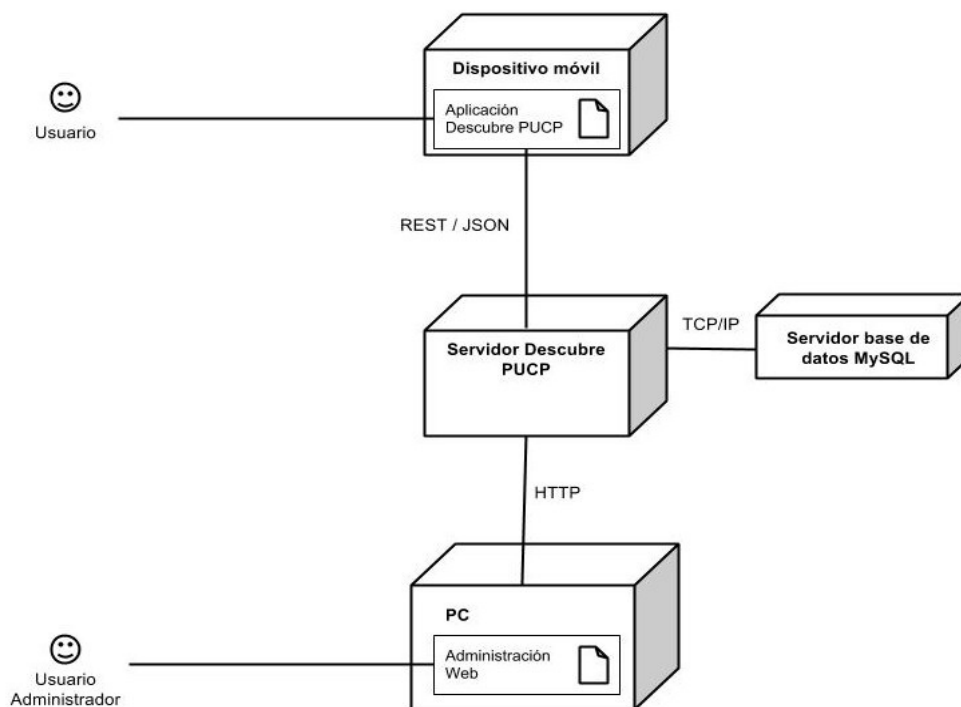 Dispositivo móvil
Aplicación
Descubre PUCP
Usuario
REST / JSON
TCP/IP
Servidor Descubre
PUCP
Servidor base de
datos MySQL
HTTP
PC
Administración
Web
Usuario
Administrador